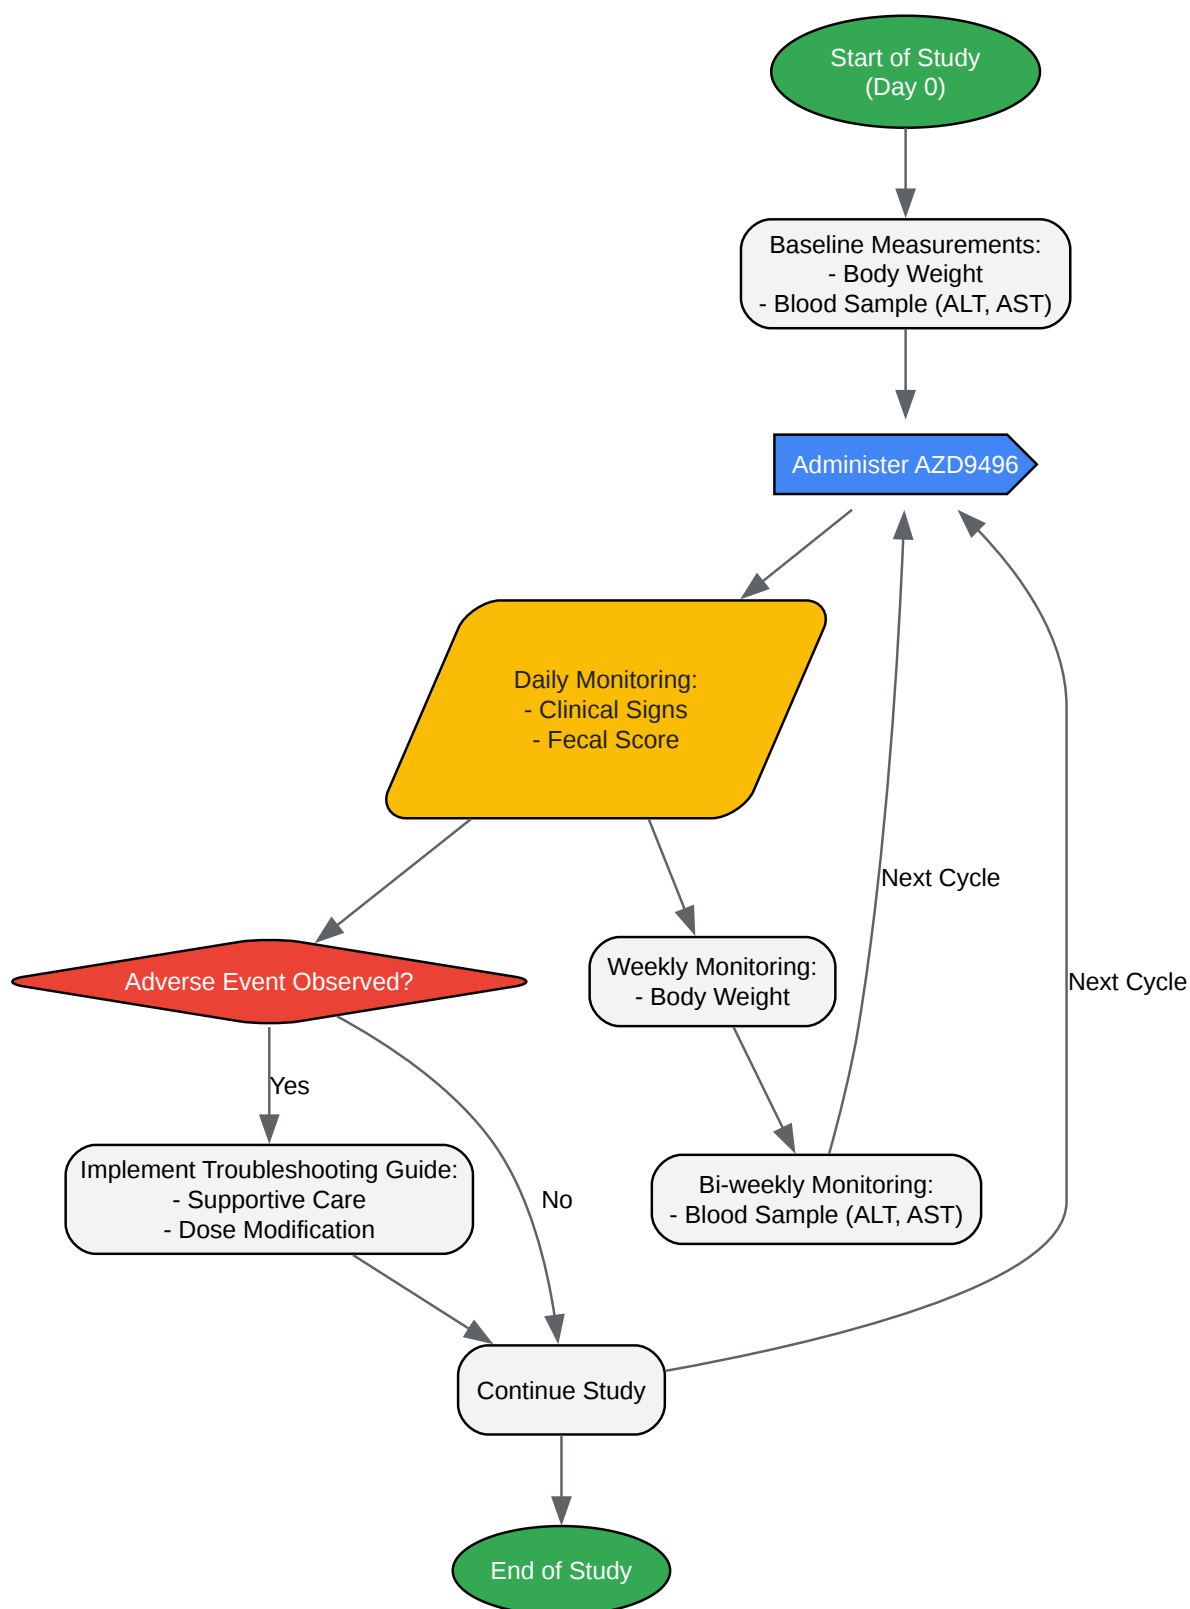 Start of Study
(Day 0)
Baseline Measurements:
- Body Weight
- Blood Sample (ALT, AST)
Administer AZD9496
Daily Monitoring:
- Clinical Signs
- Fecal Score
Next Cycle
Adverse Event Observed?
Weekly Monitoring:
- Body Weight
Next Cycle
Yes
Implement Troubleshooting Guide:
- Supportive Care
- Dose Modification
No
Bi-weekly Monitoring:
- Blood Sample (ALT, AST)
Continue Study
End of Study